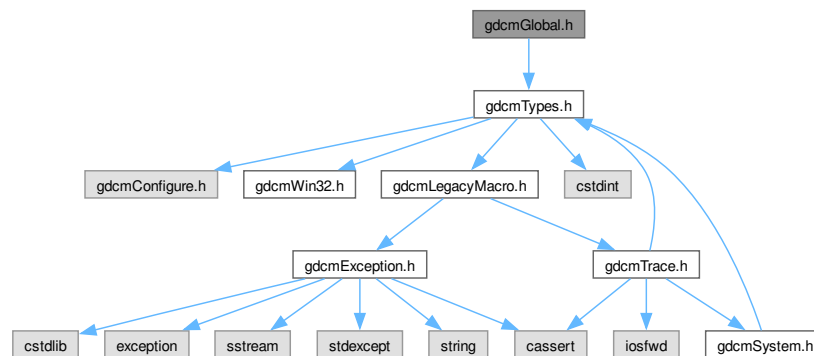 gdcmGlobal.h
gdcmTypes.h
gdcmConfigure.h
gdcmWin32.h
gdcmLegacyMacro.h
cstdint
gdcmException.h
gdcmTrace.h
cstdlib
exception
sstream
stdexcept
string
cassert
iosfwd
gdcmSystem.h